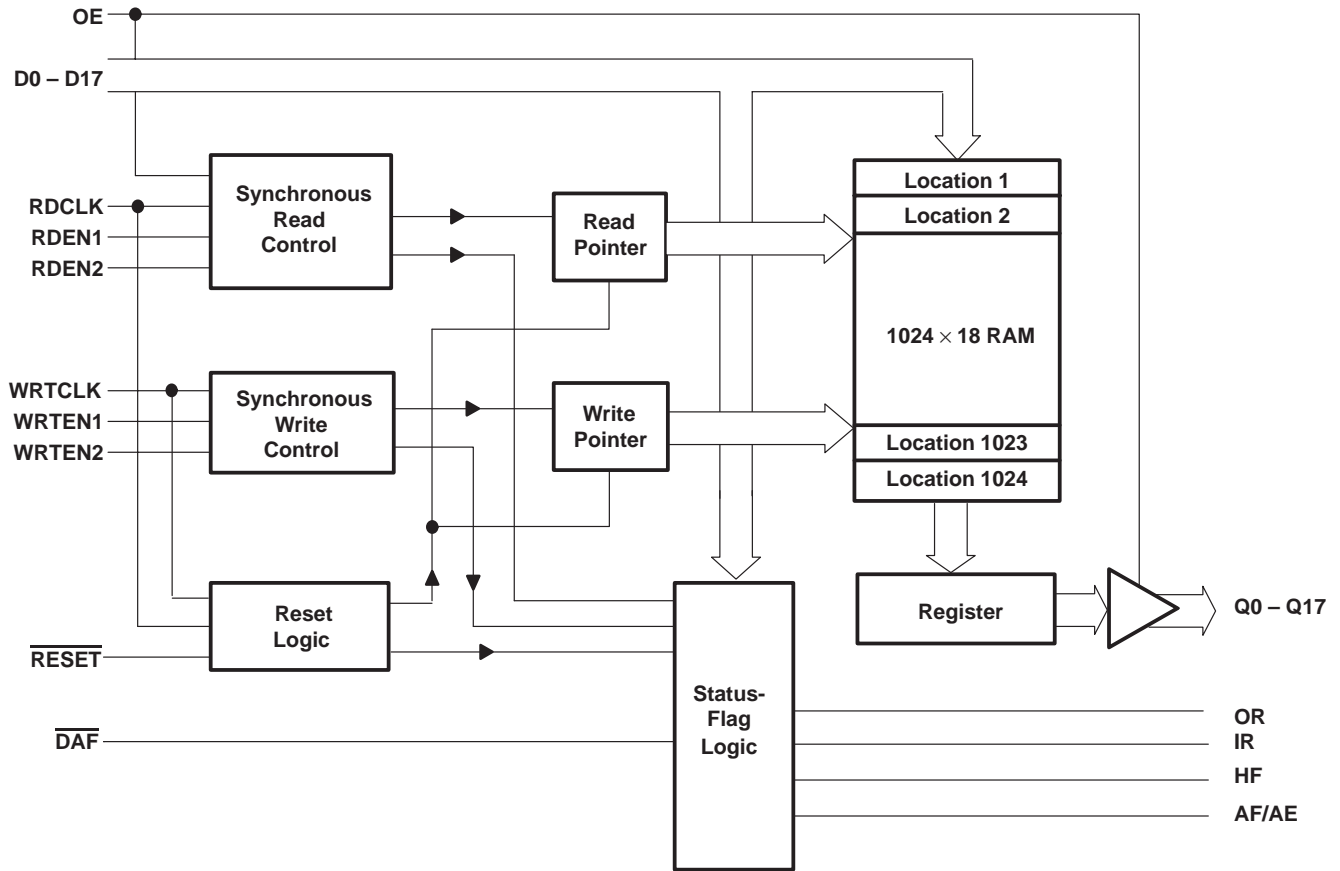 OE
D0 – D17
RDCLK
RDEN1
RDEN2
Synchronous
Read
Control
Read
Pointer
Location 1
Location 2
1024 × 18 RAM
Location 1023
Location 1024
WRTCLK
WRTEN1
WRTEN2
Synchronous
Write
Control
Write
Pointer
Reset
Logic
RESET
DAF
Status-
Flag
Logic
Register
Q0 – Q17
OR
IR
HF
AF/AE